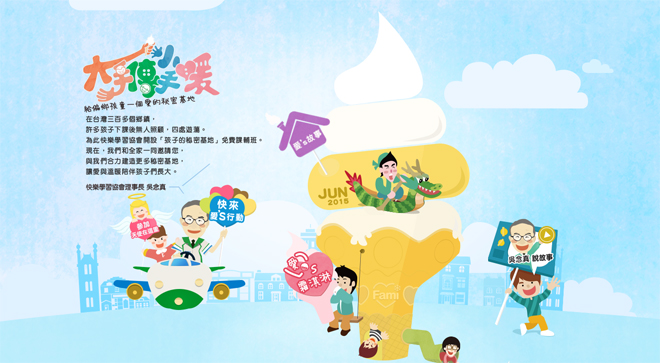 大手傳小手暖
給偏鄉孩童一個愛的秘密基地
在台灣三百多個鄉鎮,
許多孩子下課後無人照顧,四處遊蕩。
為此快樂學習協會開設「孩子的秘密基地」免費課輔班。
現在,我們和全家一同邀請您,
與我們合力建造更多秘密基地,
讓愛與溫暖陪伴孩子們長大。
快樂學習協會理事長 吳念真
愛's故事
JUN
2015
快來
愛S行動
參加
愛's
霜淇淋
Fami
吳念真 說故事